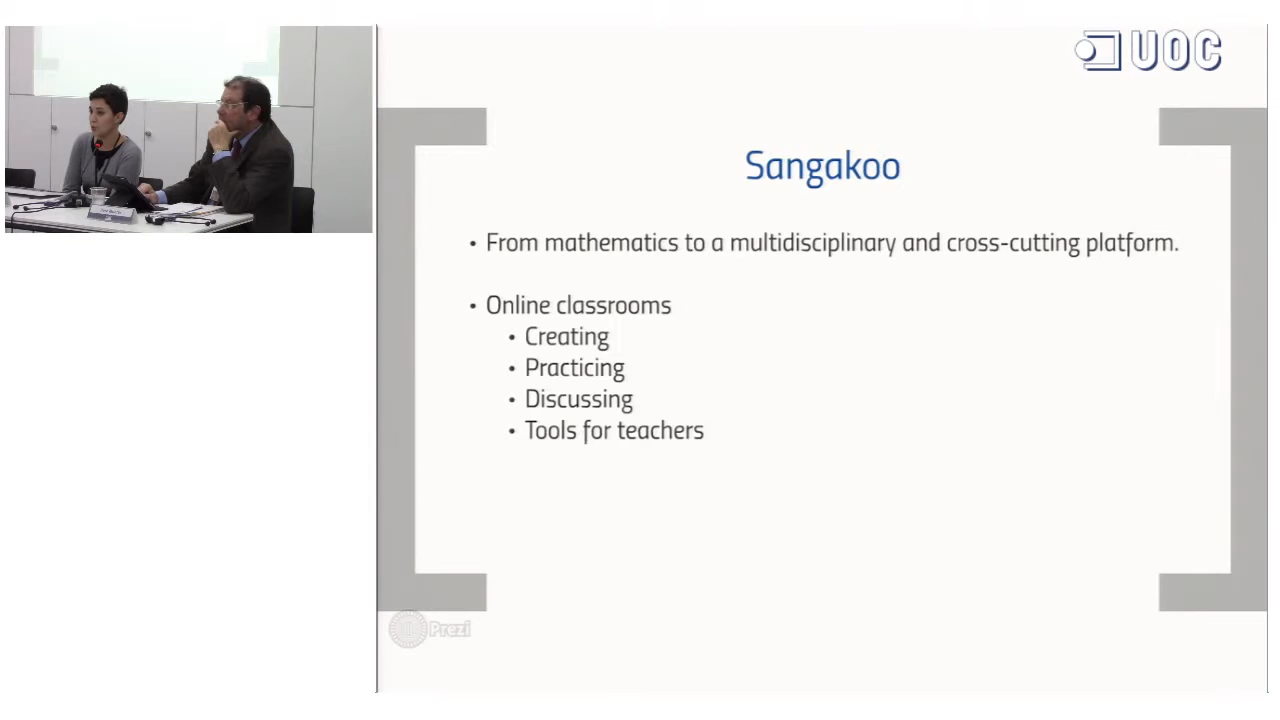 UOC
Sangakoo
• From mathematics to a multidisciplinary and cross-cutting platform.
• Online classrooms
• Creating
• Practicing
• Discussing
• Tools for teachers
Prezi